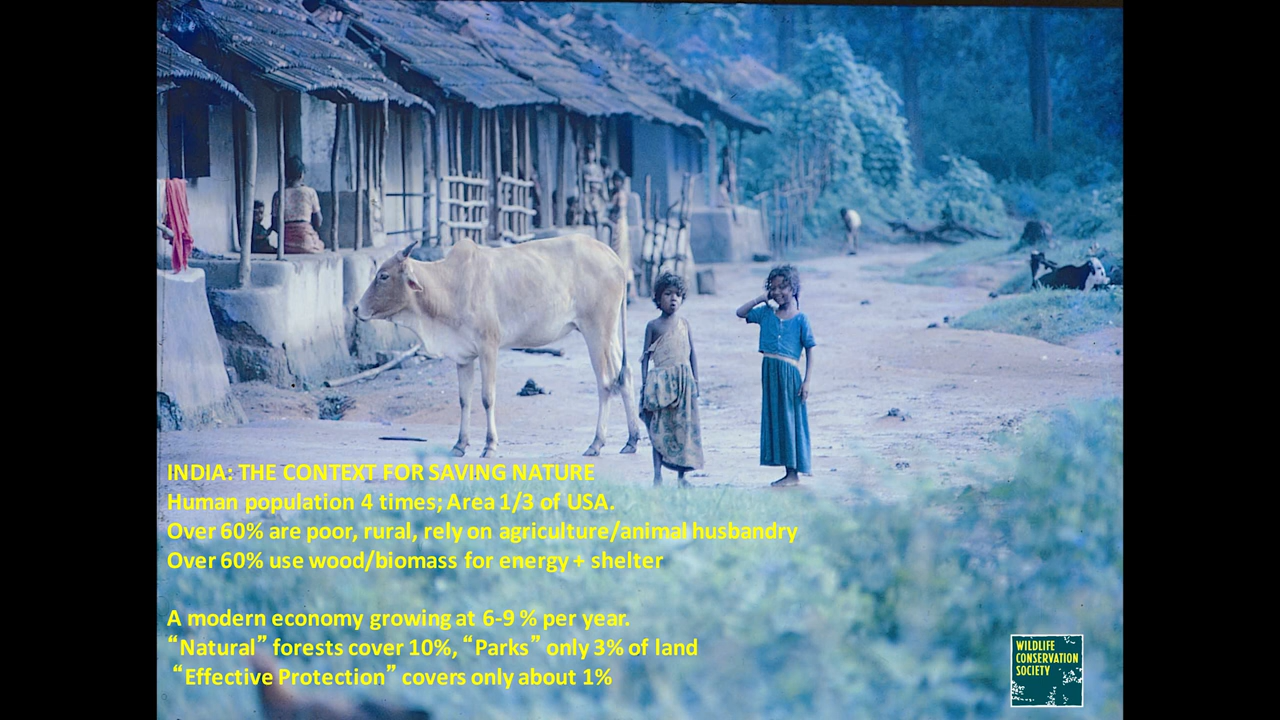 INDIA: THE CONTEXT FOR SAVING NATURE
Human population 4 times; Area 1/3 of USA.
Over 60% are poor, rural, rely on agriculture/animal husbandry
Over 60% use wood/biomass for energy + shelter
A modern economy growing at 6-9 % per year.
“Natural” forests cover 10%, “Parks” only 3% of land
“Effective Protection” covers only about 1%
WILDLIFE
CONSERVATION
SOCIETY